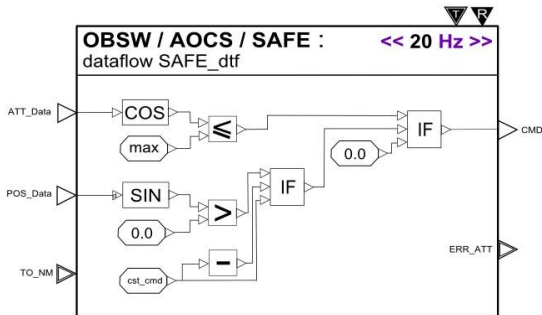 T R
OBSW / AOCS / SAFE : << 20 Hz >>
dataflow SAFE_dtf
ATT_Data
COS
≤
max
IF
CMD
0.0
POS_Data
SIN
>
IF
0.0
ERR_ATT
TO_NM
cst_cmd
-